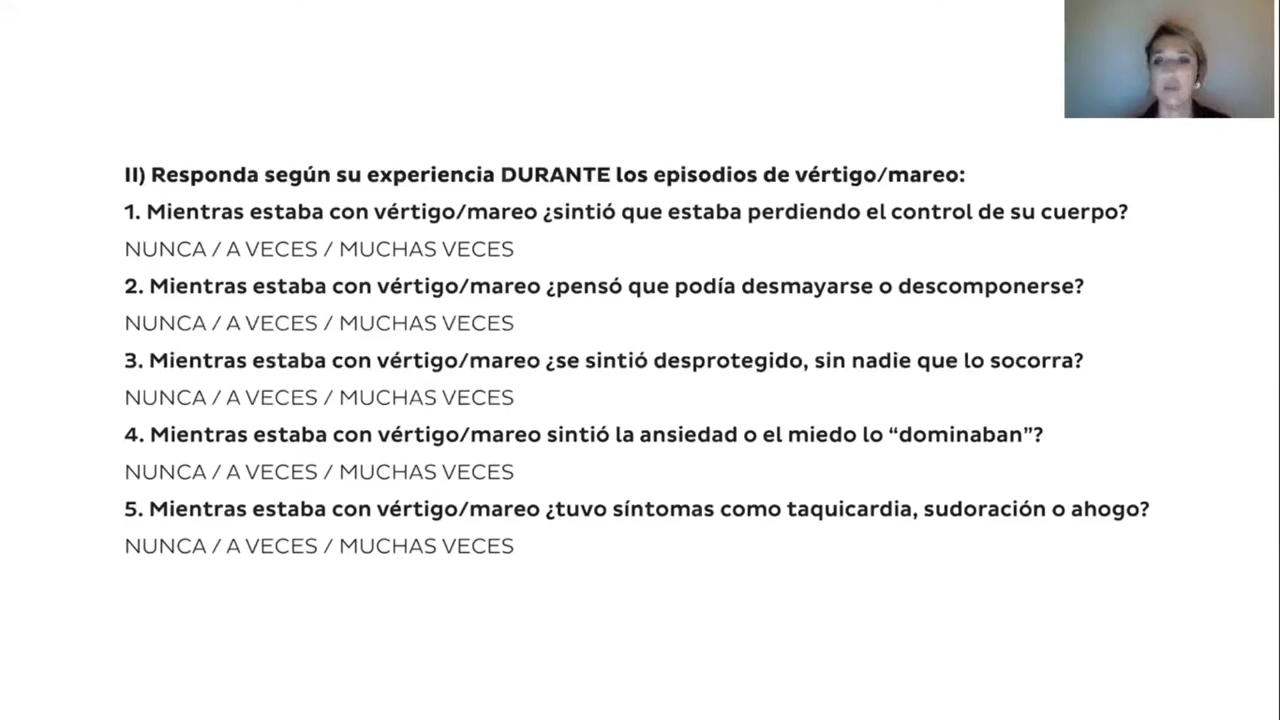 II) Responda según su experiencia DURANTE los episodios de vértigo/mareo:
1. Mientras estaba con vértigo/mareo ¿sintió que estaba perdiendo el control de su cuerpo?
NUNCA / A VECES / MUCHAS VECES
2. Mientras estaba con vértigo/mareo ¿pensó que podía desmayarse o descomponerse?
NUNCA / A VECES / MUCHAS VECES
3. Mientras estaba con vértigo/mareo ¿se sintió desprotegido, sin nadie que lo socorra?
NUNCA / A VECES / MUCHAS VECES
4. Mientras estaba con vértigo/mareo sintió la ansiedad o el miedo lo “dominaban”?
NUNCA / A VECES / MUCHAS VECES
5. Mientras estaba con vértigo/mareo ¿tuvo síntomas como taquicardia, sudoración o ahogo?
NUNCA / A VECES / MUCHAS VECES